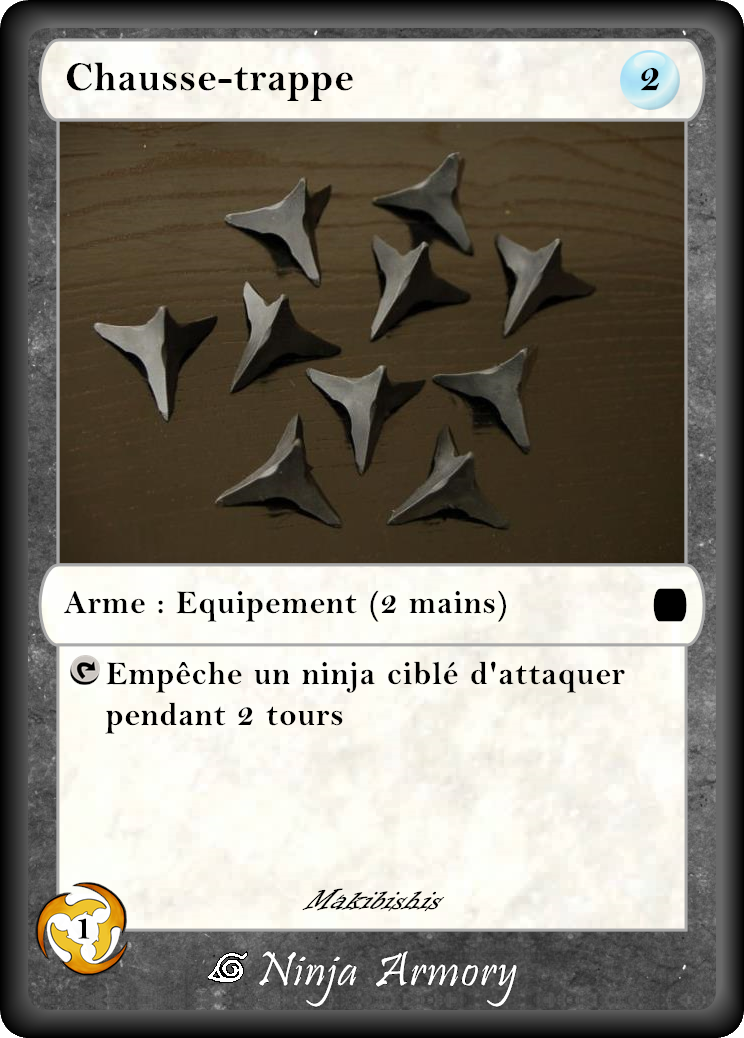 Chausse-trappe
2
Arme : Equipement (2 mains)
Empêche un ninja ciblé d'attaquer
pendant 2 tours
Makibishis
1
Ninja Armory